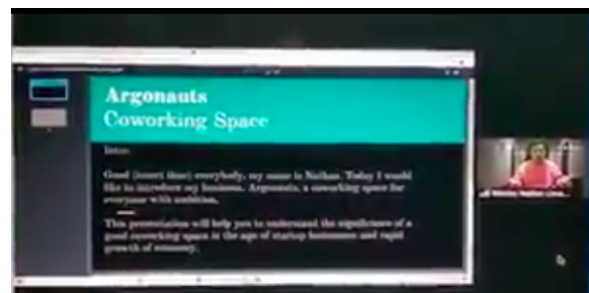 Argonauts
Coworking Space
Intro:
Good (insert time) everybody, my name is Nathan. Today I would
like to introduce my business, Argonauts, a coworking space for
everyone with ambition.
This presentation will help you to understand the significance of a
good coworking space in the age of startup businesses and rapid
growth of economy.